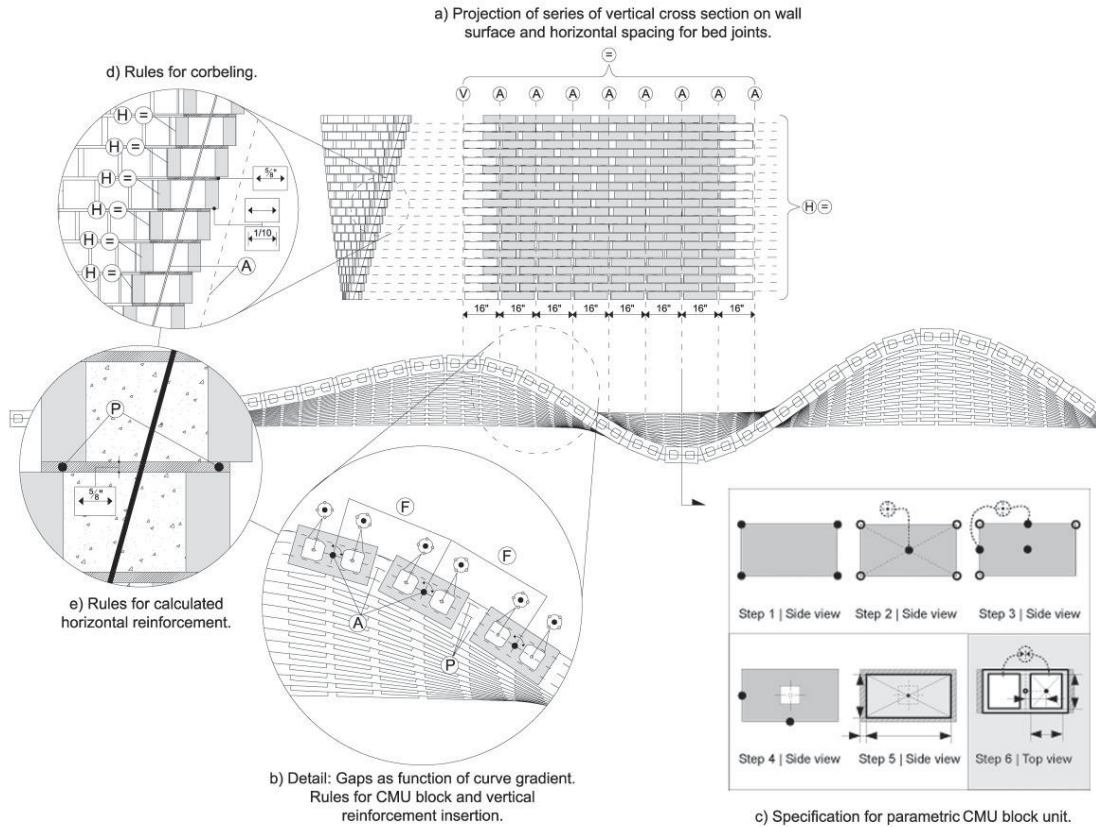 a) Projection of series of vertical cross section on wall
surface and horizontal spacing for bed joints.
=
V A A A A A A A A
H =
16" 16" 16" 16" 16" 16" 16" 16"
d) Rules for corbeling.
H =
H =
H =
H =
H =
H =
5/8"
1/10
A
P
5/8"
e) Rules for calculated
horizontal reinforcement.
F
F
A
P
b) Detail: Gaps as function of curve gradient.
Rules for CMU block and vertical
reinforcement insertion.
Step 1 | Side view Step 2 | Side view Step 3 | Side view
Step 4 | Side view Step 5 | Side view Step 6 | Top view
c) Specification for parametric CMU block unit.